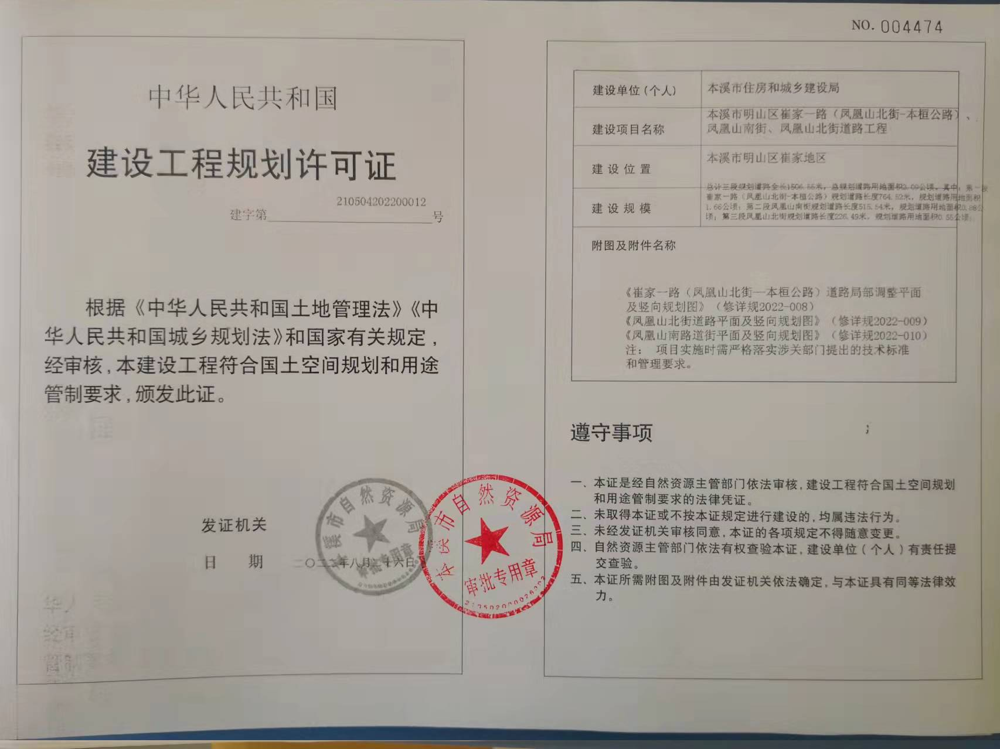 中华人民共和国
建设工程规划许可证
210504202200012
建字第 号
根据《中华人民共和国土地管理法》《中
华人民共和国城乡规划法》和国家有关规定,
经审核,本建设工程符合国土空间规划和用途
管制要求,颁发此证。
发证机关
日 期
二〇二二年八月二十六日
本溪市自然资源局
审批专用章
本溪市自然资源局
审批专用章
NO. 004474
建设单位(个人) 本溪市住房和城乡建设局
建设项目名称
本溪市明山区崔家一路(凤凰山北街-本桓公路)、
凤凰山南街、凤凰山北街道路工程
建设位置 本溪市明山区崔家地区
建设规模
总计三段规划道路全长1506.55米,总规划道路用地面积3.09公顷,其中:第一段
崔家一路(凤凰山北街-本桓公路)规划道路长度764.52米,规划道路用地面积
1.66公顷;第二段凤凰山南街规划道路长度515.54米,规划道路用地面积0.88公
顷;第三段凤凰山北街规划道路长度226.49米,规划道路用地面积0.55公顷;
附图及附件名称
《崔家一路(凤凰山北街—本桓公路)道路局部调整平面
及竖向规划图》(修详规2022-008)
《凤凰山北街道路平面及竖向规划图》(修详规2022-009)
《凤凰山南路道街平面及竖向规划图》(修详规2022-010)
注: 项目实施时需严格落实涉关部门提出的技术标准
和管理要求。
遵守事项
一、本证是经自然资源主管部门依法审核,建设工程符合国土空间规划
和用途管制要求的法律凭证。
二、未取得本证或不按本证规定进行建设的,均属违法行为。
三、未经发证机关审核同意,本证的各项规定不得随意变更。
四、自然资源主管部门依法有权查验本证,建设单位(个人)有责任提
交查验。
五、本证所需附图及附件由发证机关依法确定,与本证具有同等法律效
力。